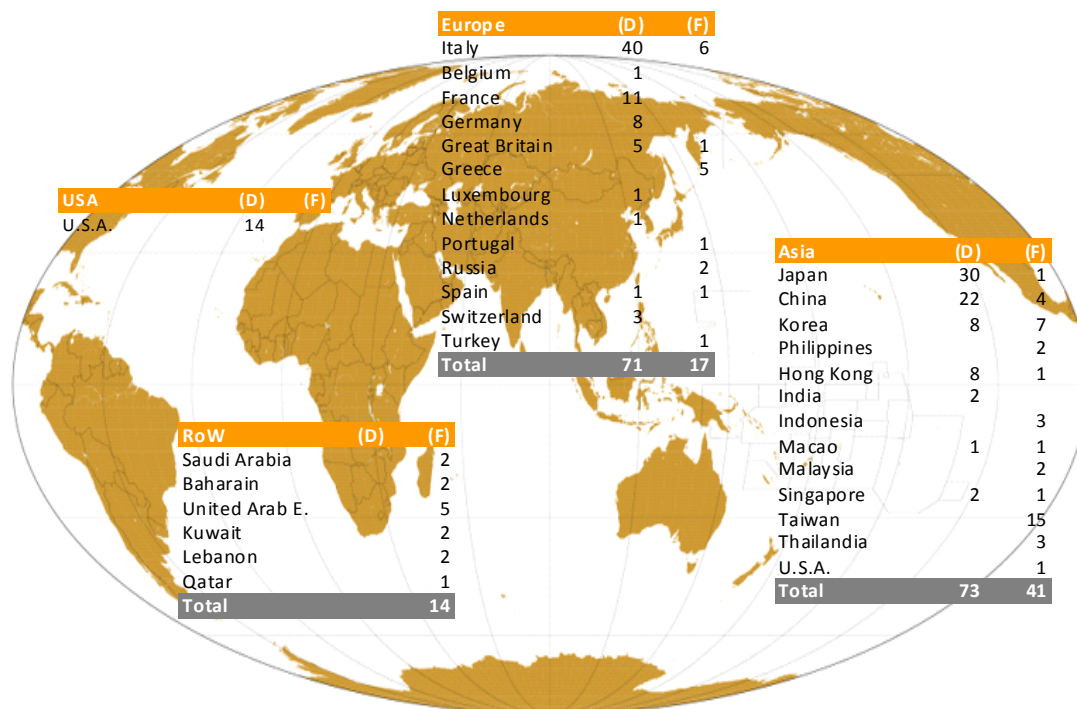 Europe (D) (F)
Italy 40 6
Belgium 1
France 11
Germany 8
Great Britain 5 1
Greece 5
Luxembourg 1
Netherlands 1
Portugal 1
Russia 2
Spain 1 1
Switzerland 3
Turkey 1
Total 71 17
USA (D) (F)
U.S.A. 14
Asia (D) (F)
Japan 30 1
China 22 4
Korea 8 7
Philippines 2
Hong Kong 8 1
India 2
Indonesia 3
Macao 1 1
Malaysia 2
Singapore 2 1
Taiwan 15
Thailandia 3
U.S.A. 1
Total 73 41
RoW (D) (F)
Saudi Arabia 2
Baharain 2
United Arab E. 5
Kuwait 2
Lebanon 2
Qatar 1
Total 14